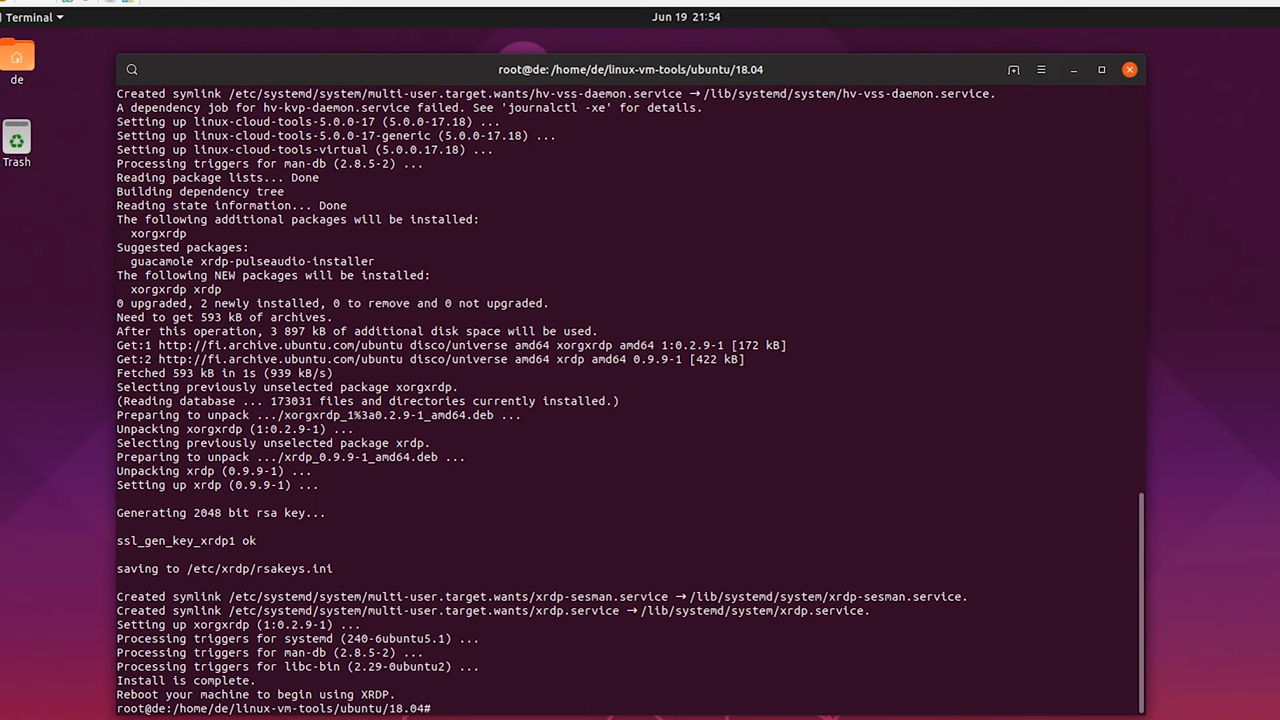 Terminal
Jun 19 21:54
de
Trash
root@de: /home/de/linux-vm-tools/ubuntu/18.04
Created symlink /etc/systemd/system/multi-user.target.wants/hv-vss-daemon.service → /lib/systemd/system/hv-vss-daemon.service.
A dependency job for hv-kvp-daemon.service failed. See 'journalctl -xe' for details.
Setting up linux-cloud-tools-5.0.0-17 (5.0.0-17.18) ...
Setting up linux-cloud-tools-5.0.0-17-generic (5.0.0-17.18) ...
Setting up linux-cloud-tools-virtual (5.0.0.17.18) ...
Processing triggers for man-db (2.8.5-2) ...
Reading package lists... Done
Building dependency tree
Reading state information... Done
The following additional packages will be installed:
xorgxrdp
Suggested packages:
guacamole xrdp-pulseaudio-installer
The following NEW packages will be installed:
xorgxrdp xrdp
0 upgraded, 2 newly installed, 0 to remove and 0 not upgraded.
Need to get 593 kB of archives.
After this operation, 3 897 kB of additional disk space will be used.
Get:1 http://fi.archive.ubuntu.com/ubuntu disco/universe amd64 xorgxrdp amd64 1:0.2.9-1 [172 kB]
Get:2 http://fi.archive.ubuntu.com/ubuntu disco/universe amd64 xrdp amd64 0.9.9-1 [422 kB]
Fetched 593 kB in 1s (939 kB/s)
Selecting previously unselected package xorgxrdp.
(Reading database ... 173031 files and directories currently installed.)
Preparing to unpack .../xorgxrdp_1%3a0.2.9-1_amd64.deb ...
Unpacking xorgxrdp (1:0.2.9-1) ...
Selecting previously unselected package xrdp.
Preparing to unpack .../xrdp_0.9.9-1_amd64.deb ...
Unpacking xrdp (0.9.9-1) ...
Setting up xrdp (0.9.9-1) ...
Generating 2048 bit rsa key...
ssl_gen_key_xrdp1 ok
saving to /etc/xrdp/rsakeys.ini
Created symlink /etc/systemd/system/multi-user.target.wants/xrdp-sesman.service → /lib/systemd/system/xrdp-sesman.service.
Created symlink /etc/systemd/system/multi-user.target.wants/xrdp.service → /lib/systemd/system/xrdp.service.
Setting up xorgxrdp (1:0.2.9-1) ...
Processing triggers for systemd (240-6ubuntu5.1) ...
Processing triggers for man-db (2.8.5-2) ...
Processing triggers for libc-bin (2.29-0ubuntu2) ...
Install is complete.
Reboot your machine to begin using XRDP.
root@de:/home/de/linux-vm-tools/ubuntu/18.04#